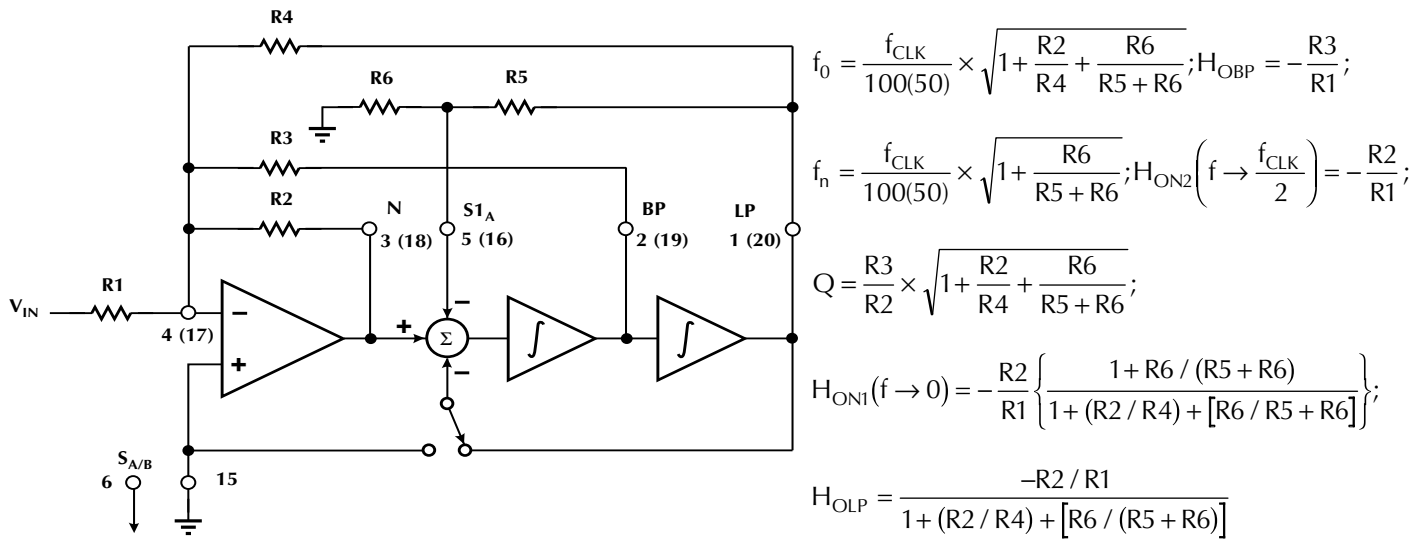 R4
R6
R5
R3
R2
N
3 (18)
S1A
5 (16)
BP
2 (19)
LP
1 (20)
R1
VIN
4 (17)
−
+
+
−
Σ
−
∫
∫
SA/B
6
15
f0 = fCLK / 100(50) × √(1 + R2/R4 + R6/(R5 + R6)); HOBP = −R3/R1;
fn = fCLK / 100(50) × √(1 + R6/(R5 + R6)); HON2(f → fCLK/2) = −R2/R1;
Q = R3/R2 × √(1 + R2/R4 + R6/(R5 + R6));
HON1(f → 0) = −R2/R1 {(1 + R6 / (R5 + R6)) / (1 + (R2 / R4) + [R6 / R5 + R6])};
HOLP = (−R2 / R1) / (1 + (R2 / R4) + [R6 / (R5 + R6)])